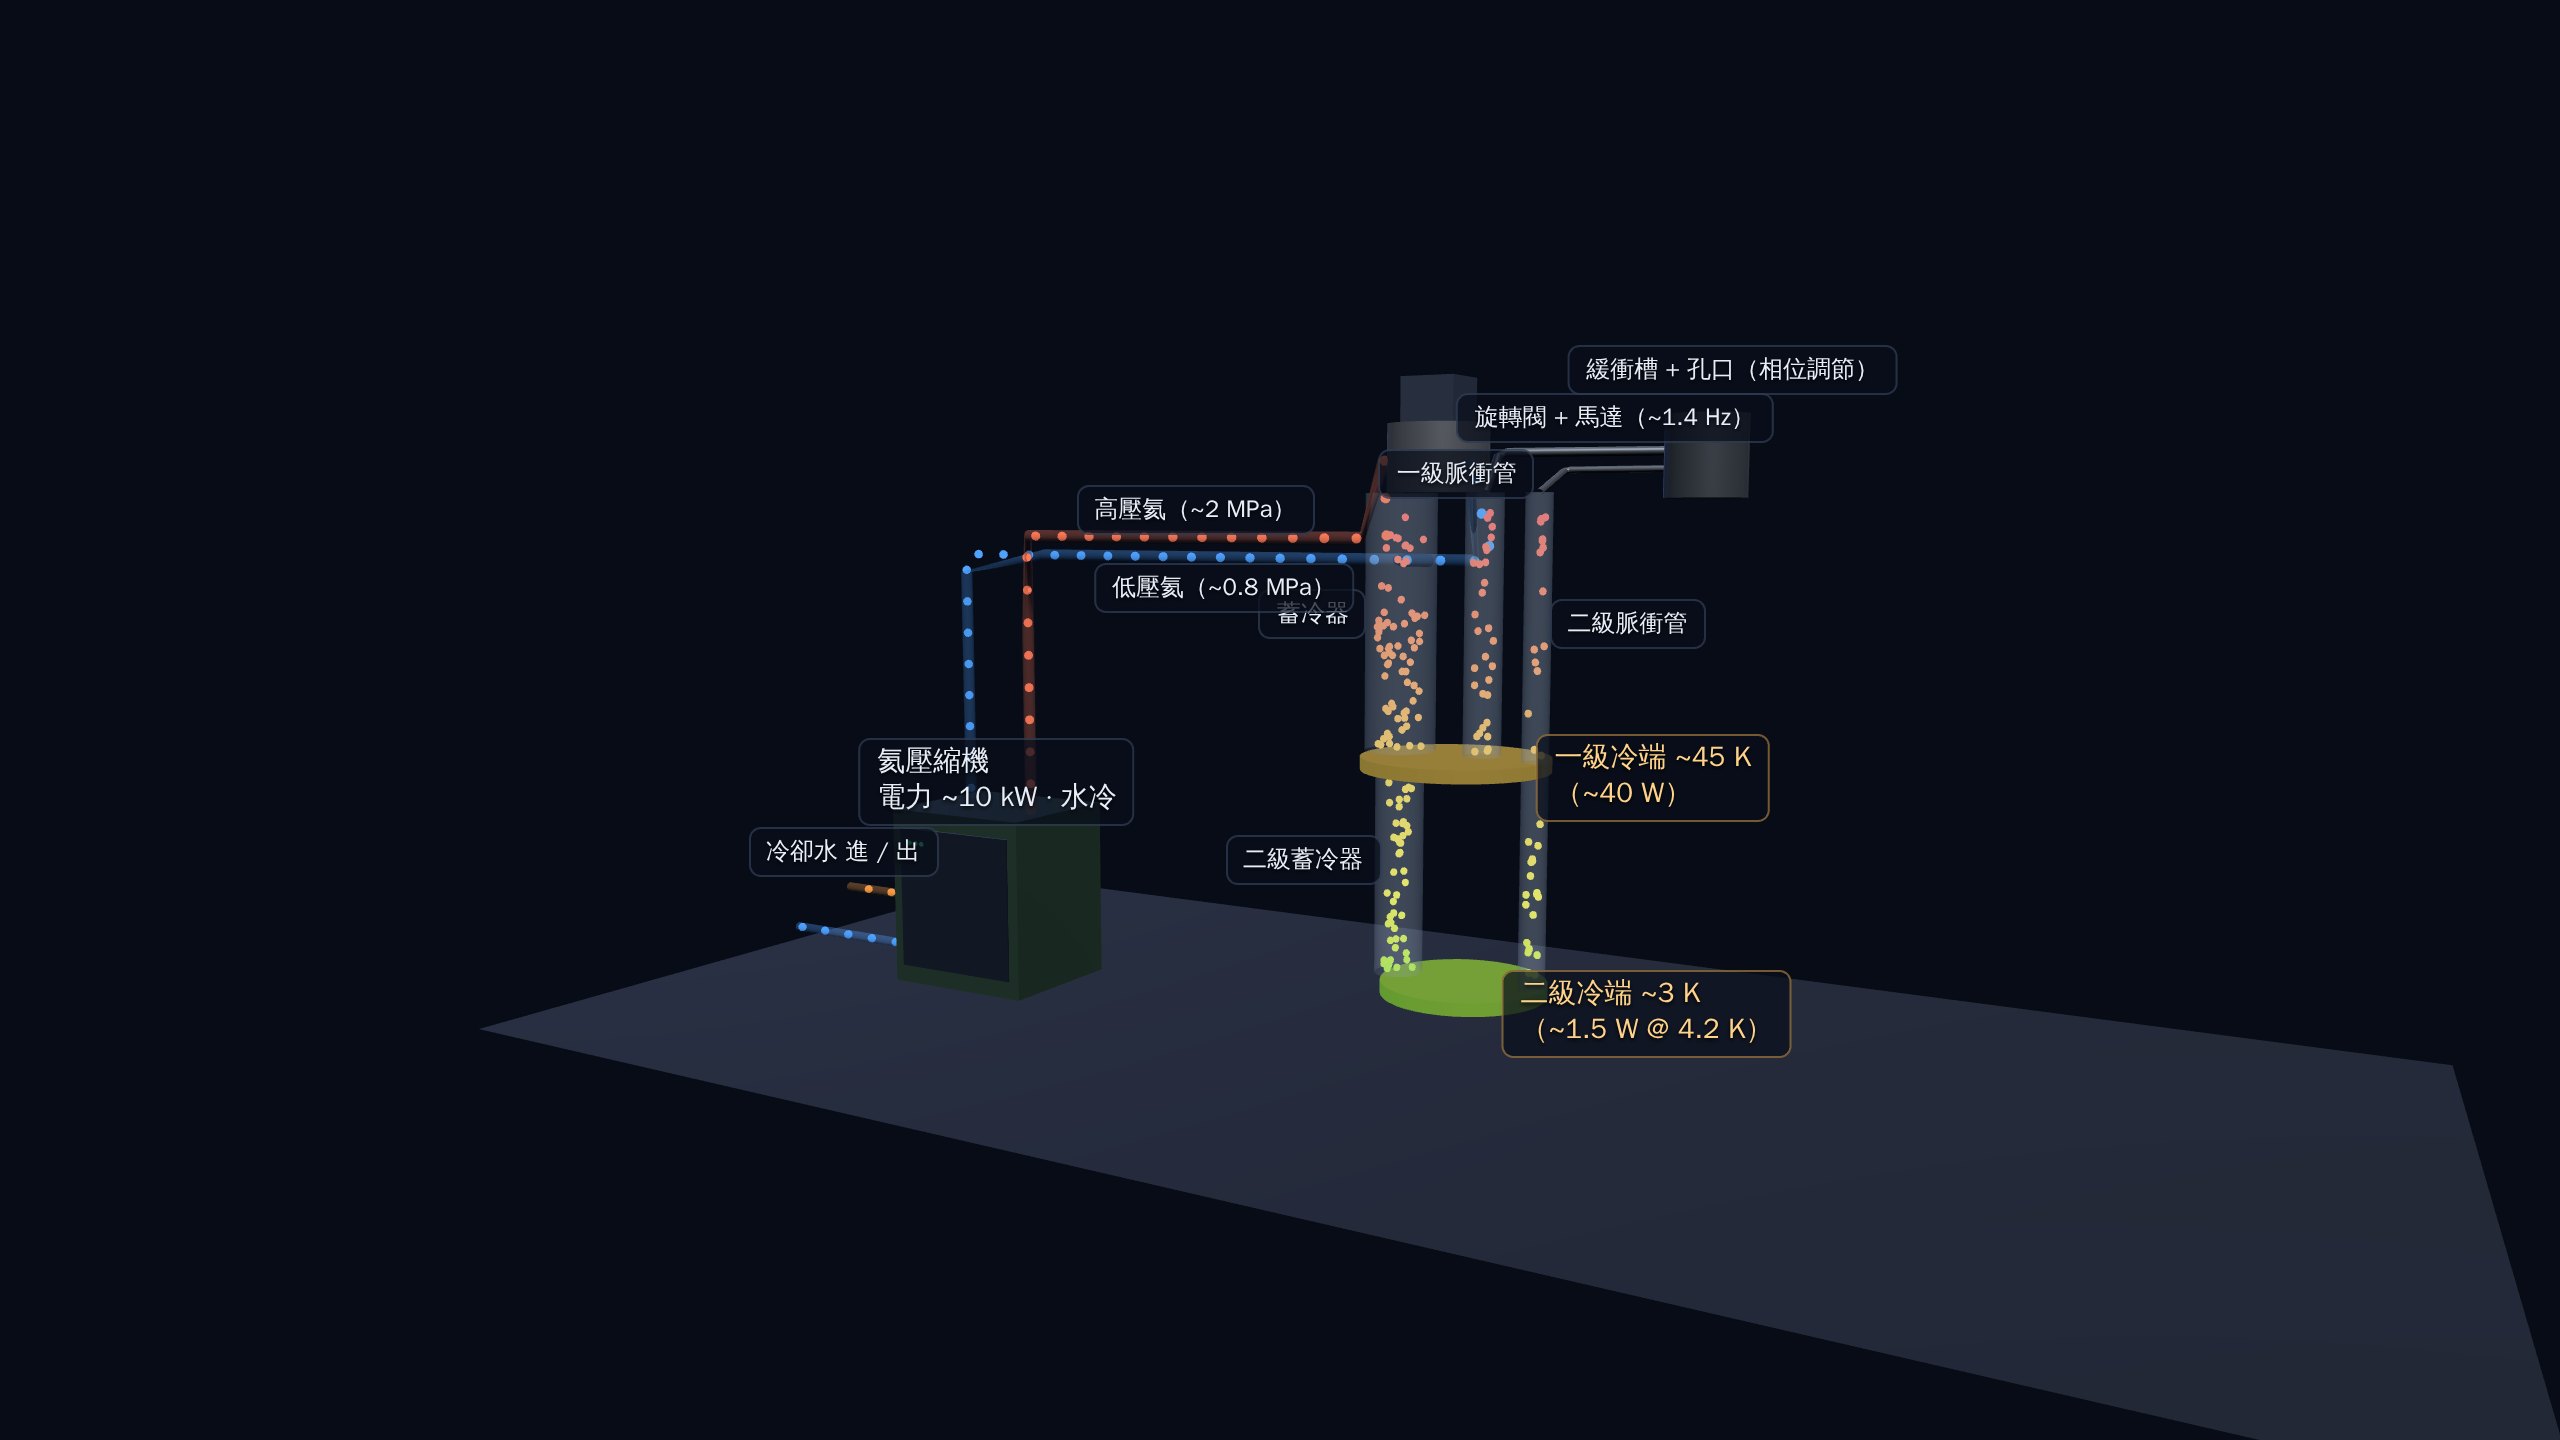 緩衝槽 + 孔口（相位調節）
旋轉閥 + 馬達（~1.4 Hz）
一級脈衝管
高壓氦（~2 MPa）
低壓氦（~0.8 MPa）
蓄冷器
二級脈衝管
氦壓縮機
電力 ~10 kW · 水冷
一級冷端 ~45 K
（~40 W）
冷卻水 進 / 出
二級蓄冷器
二級冷端 ~3 K
（~1.5 W @ 4.2 K）